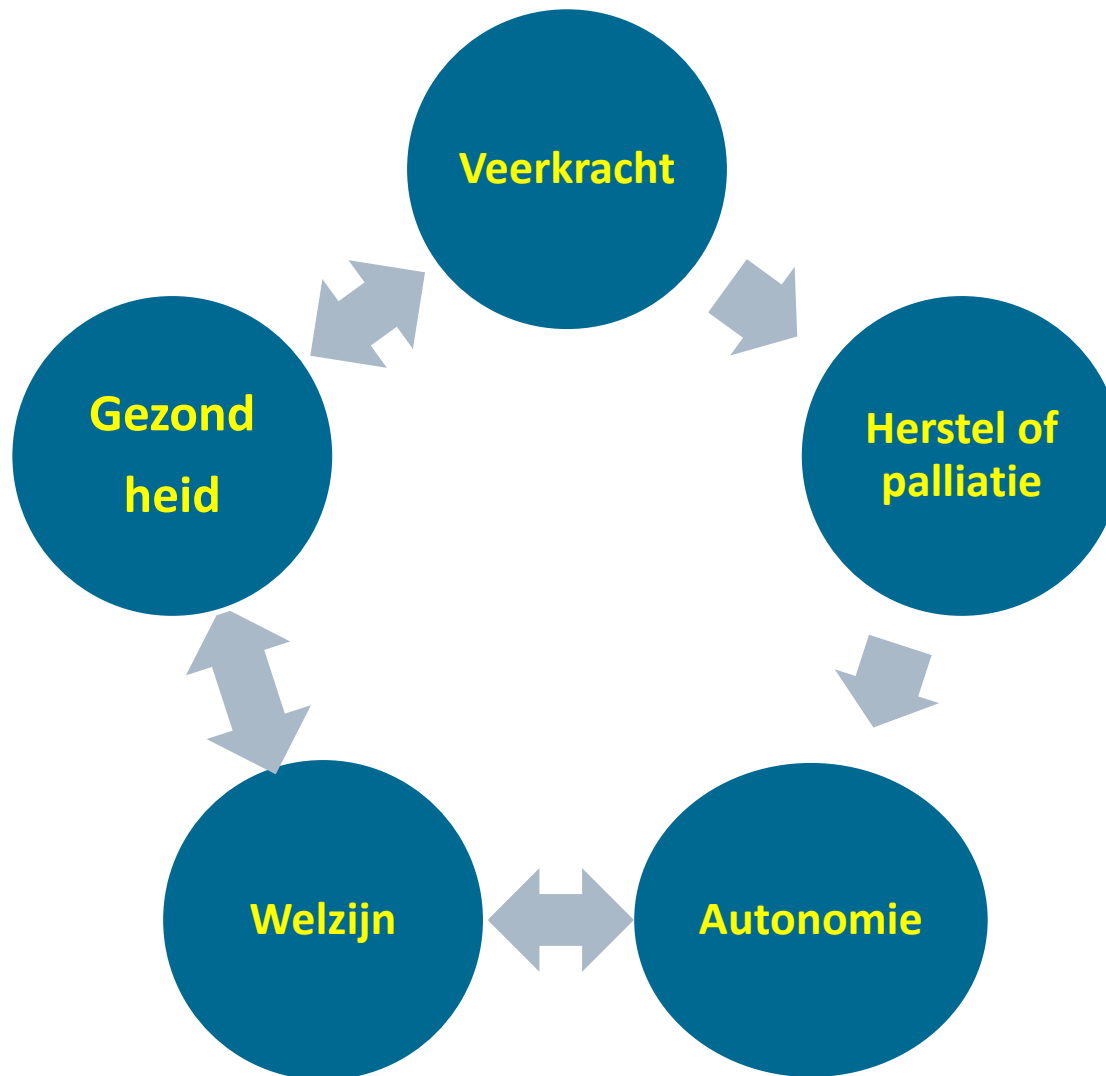 Veerkracht
Herstel of
palliatie
Autonomie
Welzijn
Gezond
heid